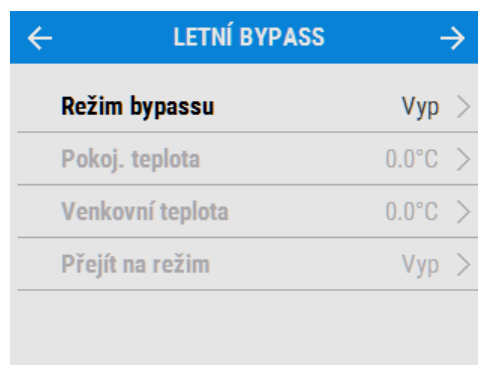 LETNÍ BYPASS
Režim bypassu Vyp
Pokoj. teplota 0.0°C
Venkovní teplota 0.0°C
Přejít na režim Vyp